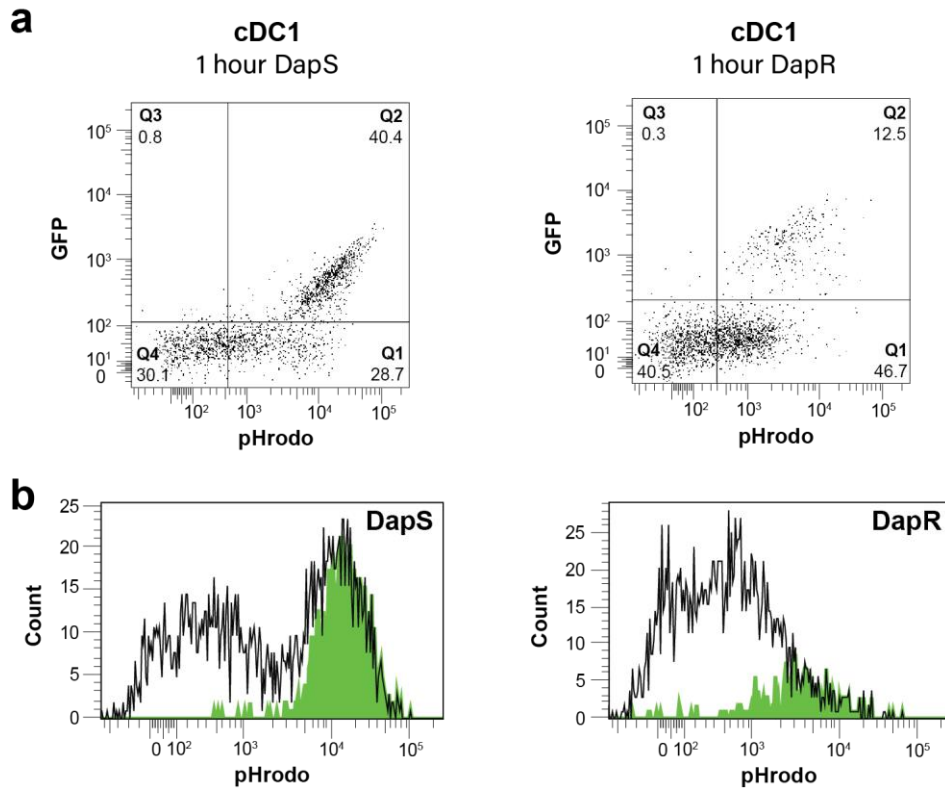 a
cDC1
1 hour DapS
cDC1
1 hour DapR
Q3
0.8
Q2
40.4
Q4
30.1
Q1
28.7
10⁵
10⁴
10³
10²
10¹
0
GFP
10² 10³ 10⁴ 10⁵
pHrodo
Q3
0.3
Q2
12.5
Q4
40.5
Q1
46.7
10⁵
10⁴
10³
10²
10¹
0
GFP
10² 10³ 10⁴ 10⁵
pHrodo
b
DapS
25
20
15
10
5
0
Count
0 10² 10³ 10⁴ 10⁵
pHrodo
DapR
25
20
15
10
5
0
Count
0 10² 10³ 10⁴ 10⁵
pHrodo